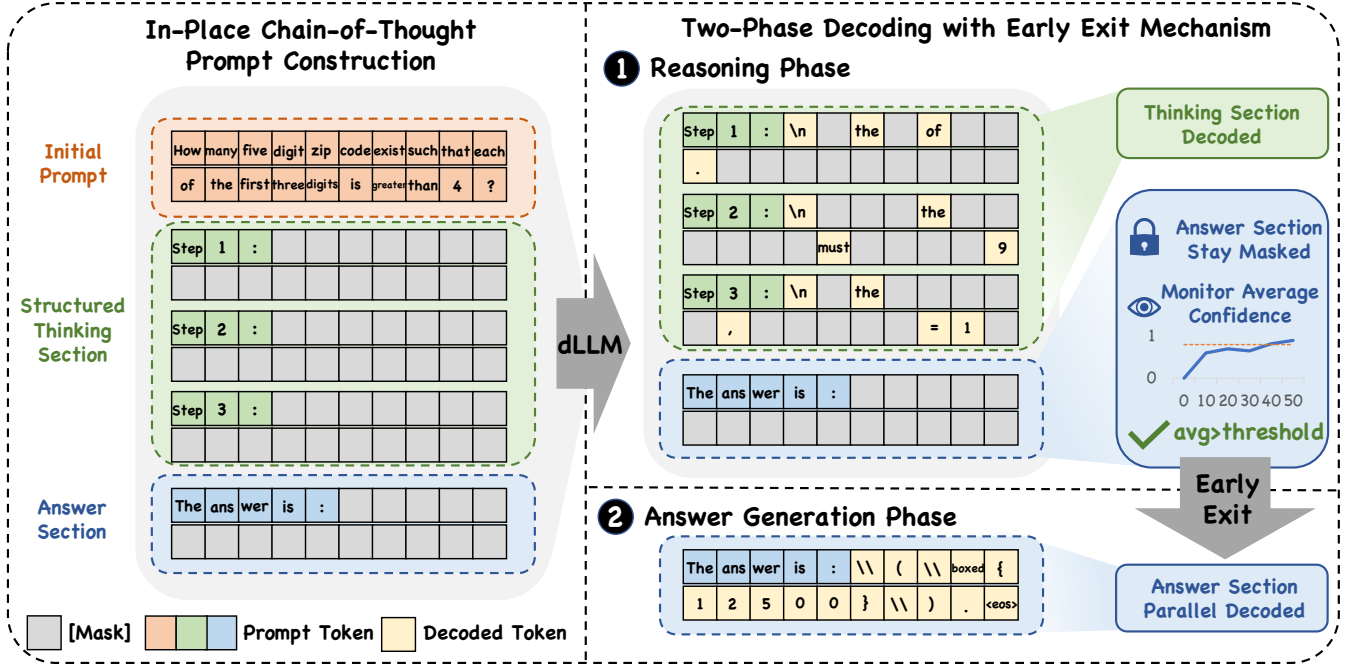 In-Place Chain-of-Thought
Prompt Construction
Initial
Prompt
How many five digit zip code exist such that each
of the first three digits is greater than 4 ?
Structured
Thinking
Section
Step 1 :
Step 2 :
Step 3 :
Answer
Section
The ans wer is :
[Mask]
Prompt Token
Decoded Token
dLLM
Two-Phase Decoding with Early Exit Mechanism
1 Reasoning Phase
Step 1 : \n the of
.
Step 2 : \n the
must 9
Step 3 : \n the
, = 1
The ans wer is :
Thinking Section
Decoded
Answer Section
Stay Masked
Monitor Average
Confidence
1
0
0 10 20 30 40 50
avg>threshold
Early
Exit
2 Answer Generation Phase
The ans wer is : \\ ( \\ boxed {
1 2 5 0 0 } \\ ) . <eos>
Answer Section
Parallel Decoded